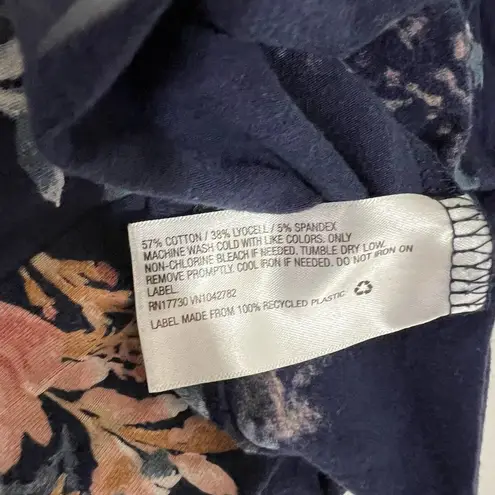 57% COTTON / 38% LYOCELL / 5% SPANDEX
MACHINE WASH COLD WITH LIKE COLORS. ONLY
NON-CHLORINE BLEACH IF NEEDED. TUMBLE DRY LOW.
REMOVE PROMPTLY. COOL IRON IF NEEDED. DO NOT IRON ON
LABEL.
RN17730 VN1042782
LABEL MADE FROM 100% RECYCLED PLASTIC